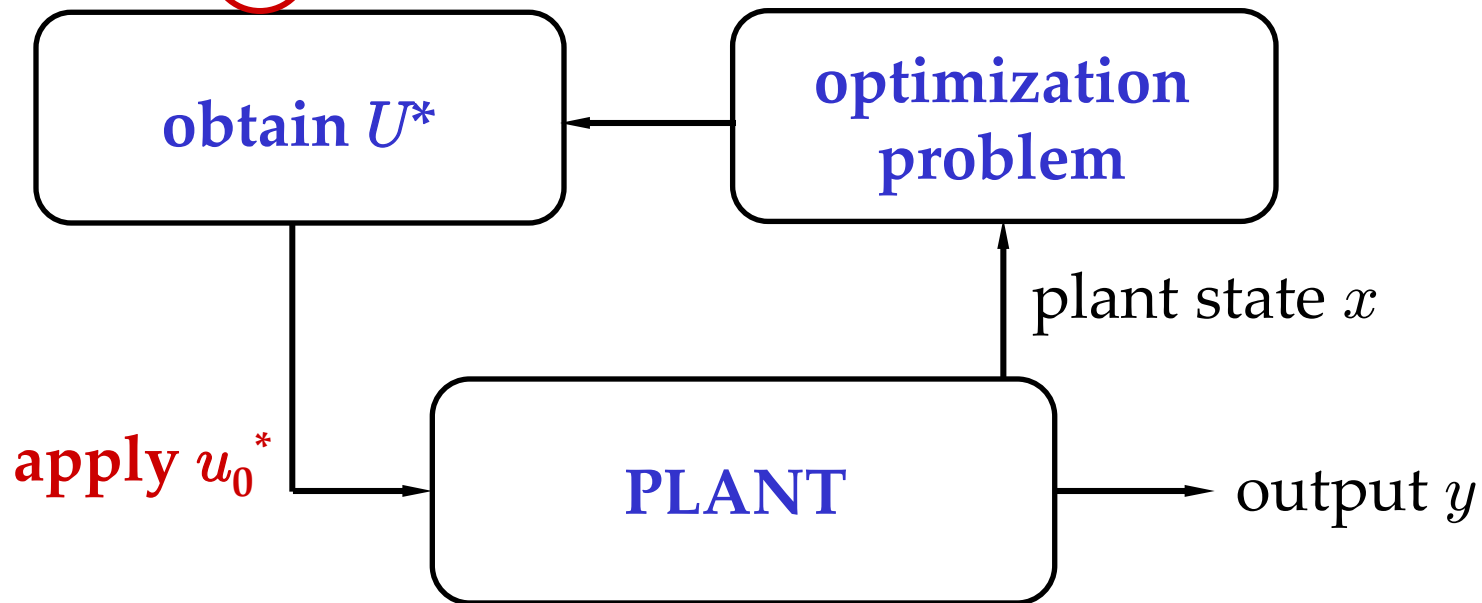 obtain U*
optimization
problem
plant state x
apply u₀*
PLANT
output y